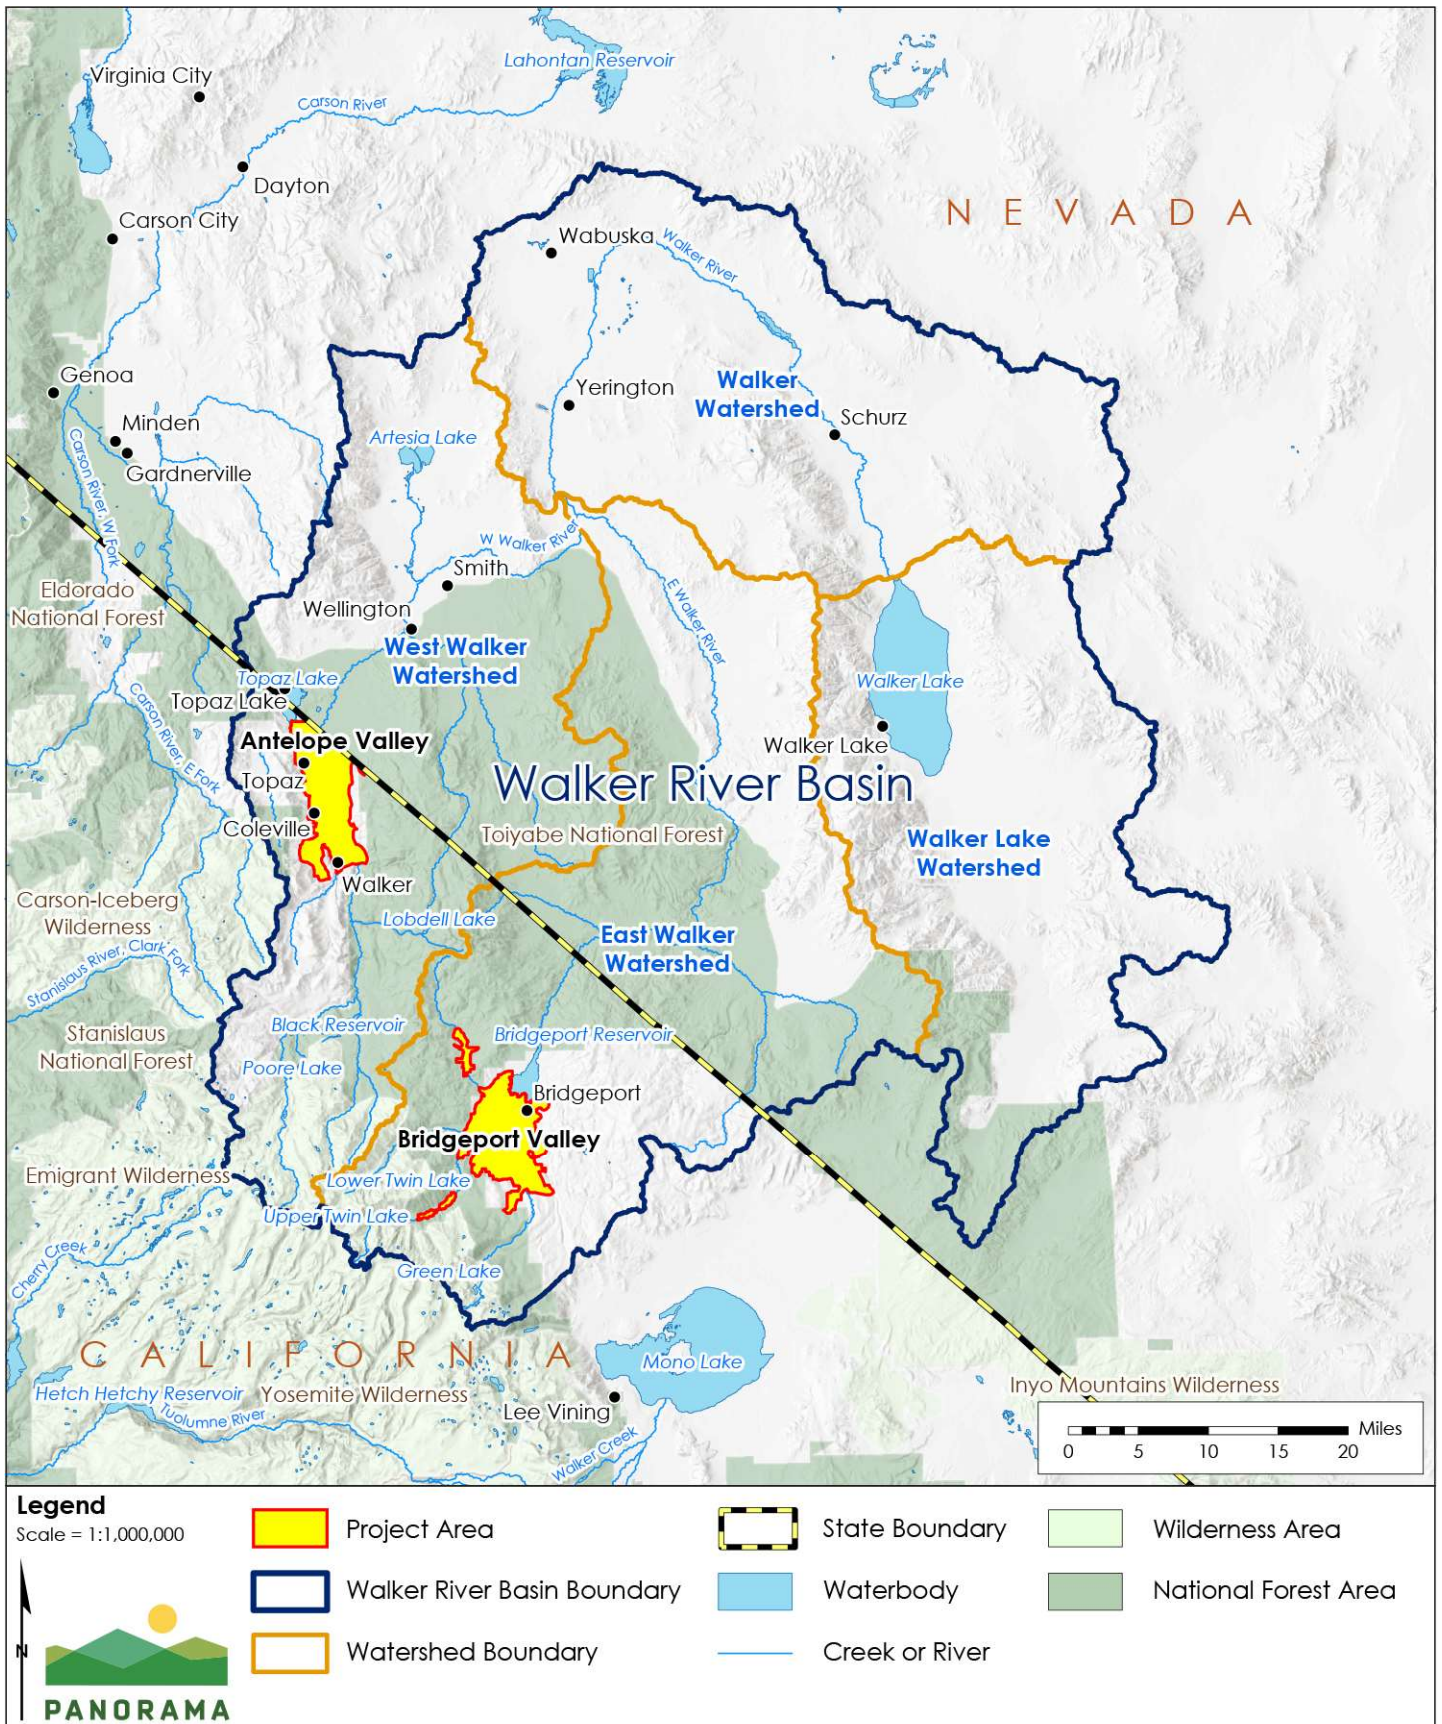 Lahontan Reservoir
Virginia City
Carson River
Dayton
NEVADA
Carson City
Wabuska
Walker River
Genoa
Yerington
Walker
Watershed
Minden
Schurz
Artesia Lake
Gardnerville
Carson River, W Fork
W Walker River
Smith
Eldorado
National Forest
E Walker River
Wellington
West Walker
Watershed
Topaz Lake
Walker Lake
Topaz Lake
Carson River, E Fork
Antelope Valley
Walker Lake
Topaz
Walker River Basin
Coleville
Toiyabe National Forest
Walker Lake
Watershed
Walker
Carson-Iceberg
Wilderness
Lobdell Lake
East Walker
Watershed
Stanislaus River, Clark Fork
Black Reservoir
Bridgeport Reservoir
Stanislaus
National Forest
Poore Lake
Bridgeport
Bridgeport Valley
Emigrant Wilderness
Lower Twin Lake
Upper Twin Lake
Cherry Creek
Green Lake
CALIFORNIA
Mono Lake
Hetch Hetchy Reservoir
Yosemite Wilderness
Inyo Mountains Wilderness
Tuolumne River
Lee Vining
Walker Creek
Miles
0 5 10 15 20
Legend
Scale = 1:1,000,000
Project Area
State Boundary
Wilderness Area
Walker River Basin Boundary
Waterbody
National Forest Area
Watershed Boundary
Creek or River
N
PANORAMA